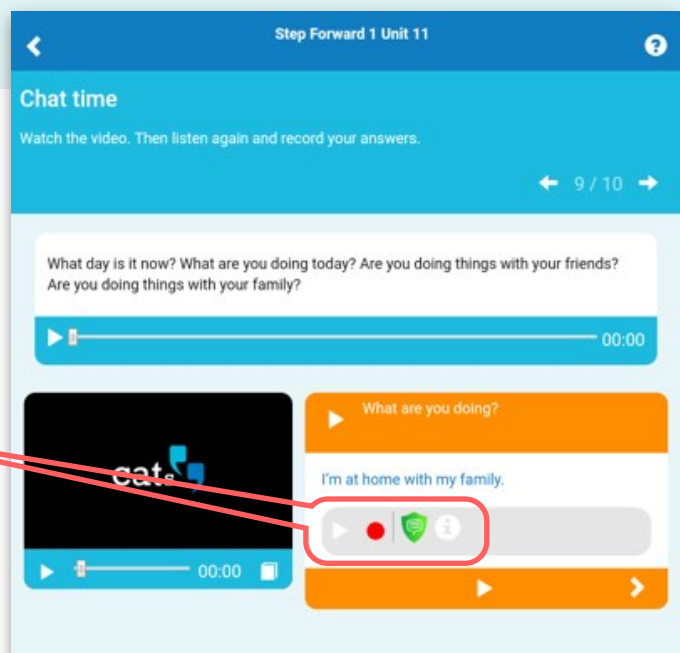 Step Forward 1 Unit 11
?
Chat time
Watch the video. Then listen again and record your answers.
9 / 10
What day is it now? What are you doing today? Are you doing things with your friends?
Are you doing things with your family?
00:00
What are you doing?
cats
I'm at home with my family.
i
00:00